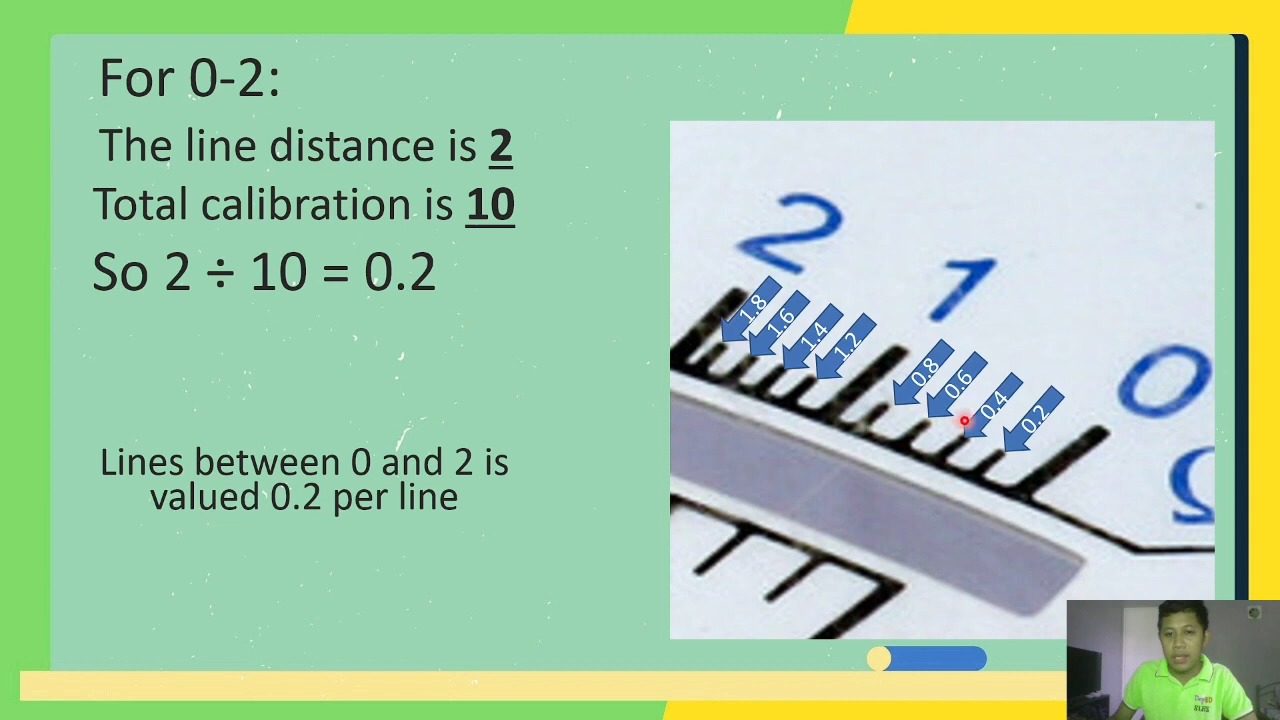 For 0-2:
The line distance is 2
Total calibration is 10
So 2 ÷ 10 = 0.2
Lines between 0 and 2 is
valued 0.2 per line
2
1
0
1.8
1.6
1.4
1.2
0.8
0.6
0.4
0.2